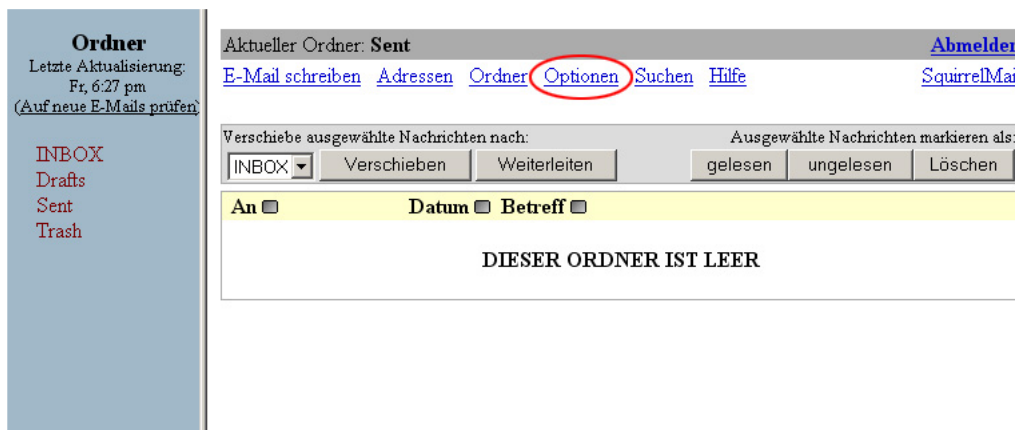 Ordner
Letzte Aktualisierung:
Fr, 6:27 pm
(Auf neue E-Mails prüfen)
INBOX
Drafts
Sent
Trash
Aktueller Ordner: Sent Abmelden
E-Mail schreiben Adressen Ordner Optionen Suchen Hilfe SquirrelMai
Verschiebe ausgewählte Nachrichten nach: Ausgewählte Nachrichten markieren als:
INBOX Verschieben Weiterleiten gelesen ungelesen Löschen
An Datum Betreff
DIESER ORDNER IST LEER